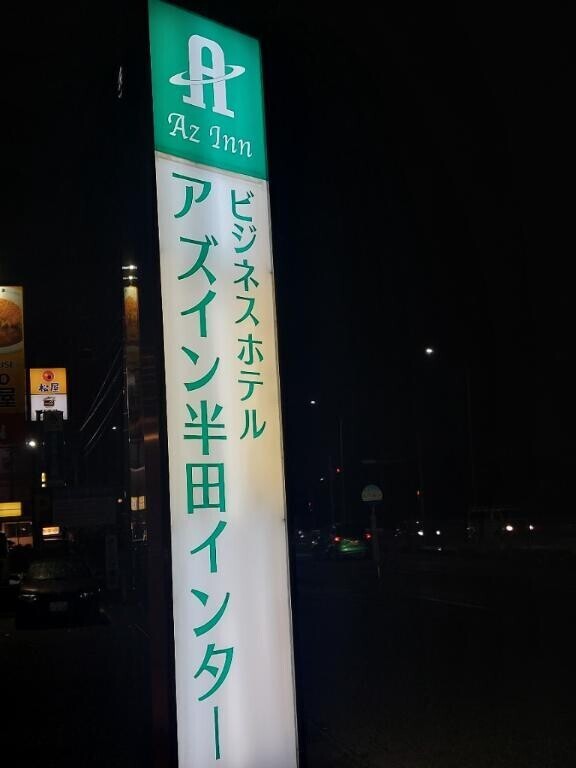 Az Inn
ビジネスホテル
アズイン半田インター
松屋